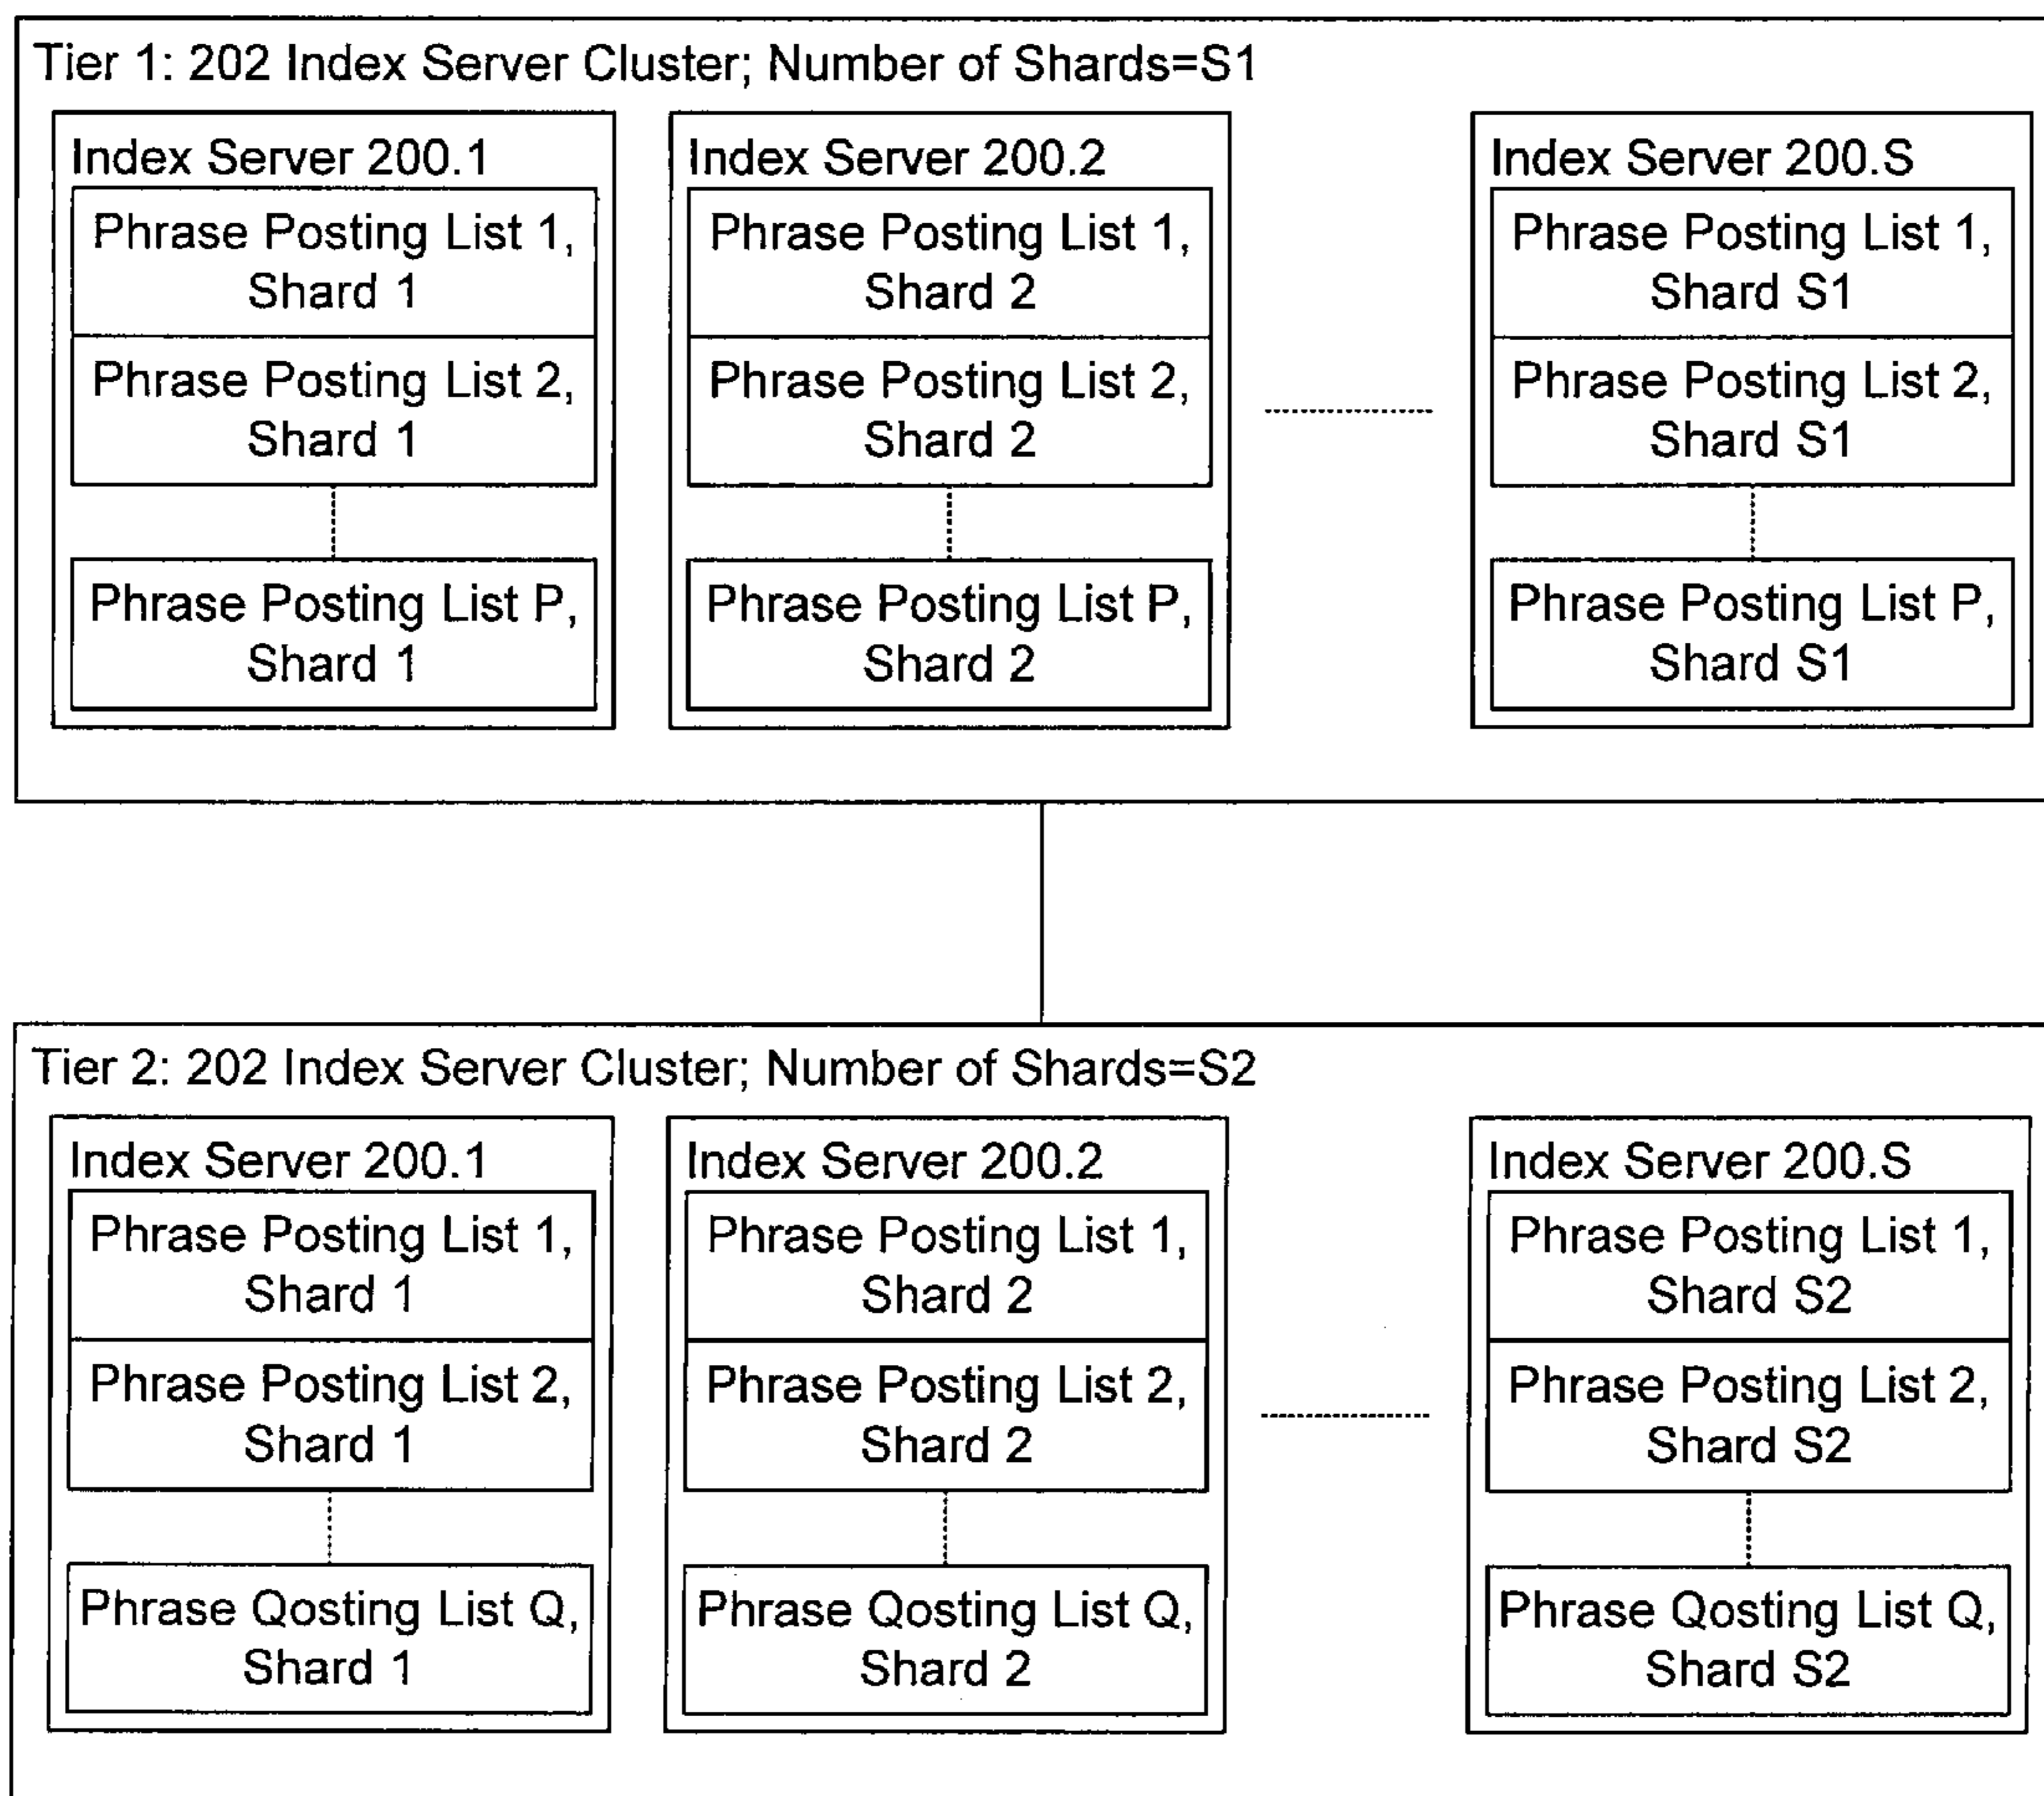 Tier 1: 202 Index Server Cluster; Number of Shards=S1
Index Server 200.1
Phrase Posting List 1,
Shard 1
Phrase Posting List 2,
Shard 1
Phrase Posting List P,
Shard 1
Index Server 200.2
Phrase Posting List 1,
Shard 2
Phrase Posting List 2,
Shard 2
Phrase Posting List P,
Shard 2
Index Server 200.S
Phrase Posting List 1,
Shard S1
Phrase Posting List 2,
Shard S1
Phrase Posting List P,
Shard S1
Tier 2: 202 Index Server Cluster; Number of Shards=S2
Index Server 200.1
Phrase Posting List 1,
Shard 1
Phrase Posting List 2,
Shard 1
Phrase Qosting List Q,
Shard 1
Index Server 200.2
Phrase Posting List 1,
Shard 2
Phrase Posting List 2,
Shard 2
Phrase Qosting List Q,
Shard 2
Index Server 200.S
Phrase Posting List 1,
Shard S2
Phrase Posting List 2,
Shard S2
Phrase Qosting List Q,
Shard S2